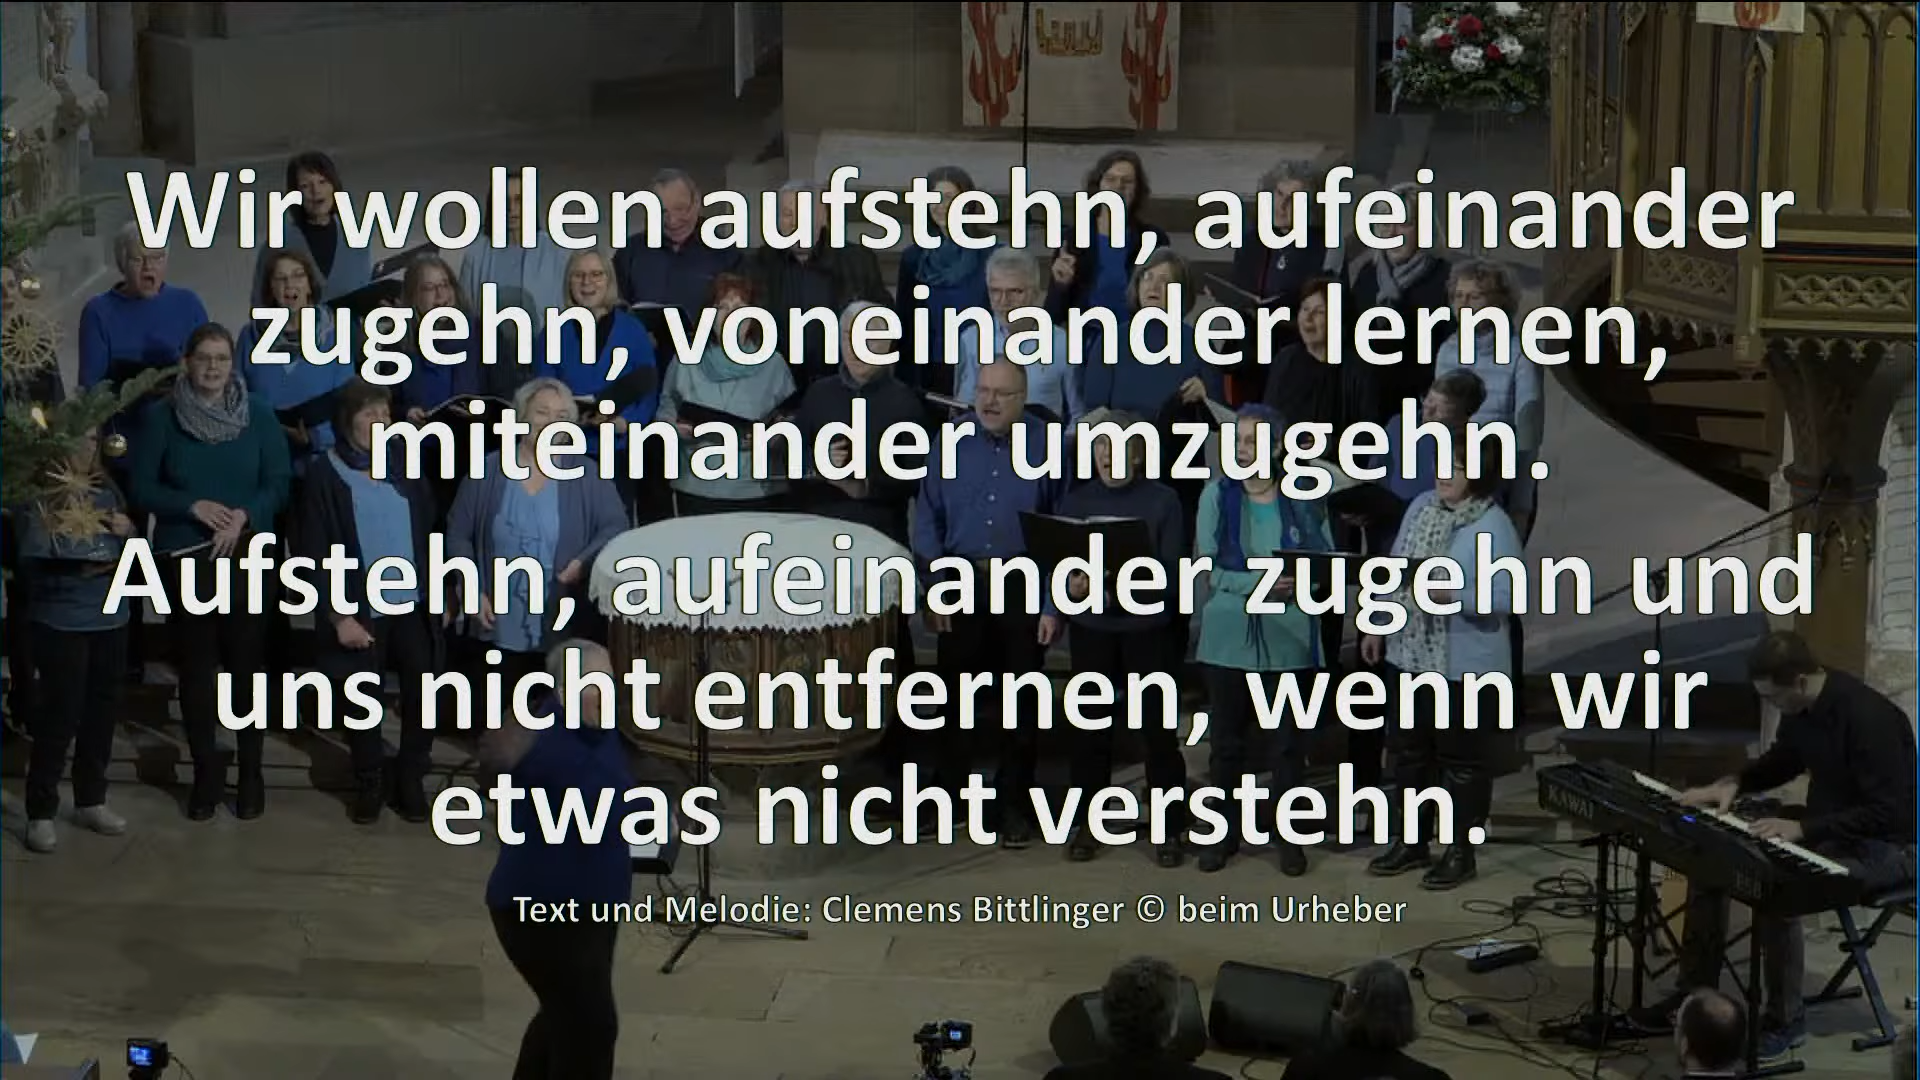 Wir wollen aufstehn, aufeinander
zugehn, voneinander lernen,
miteinander umzugehn.
Aufstehn, aufeinander zugehn und
uns nicht entfernen, wenn wir
etwas nicht verstehn.
Text und Melodie: Clemens Bittlinger © beim Urheber
KAWAI